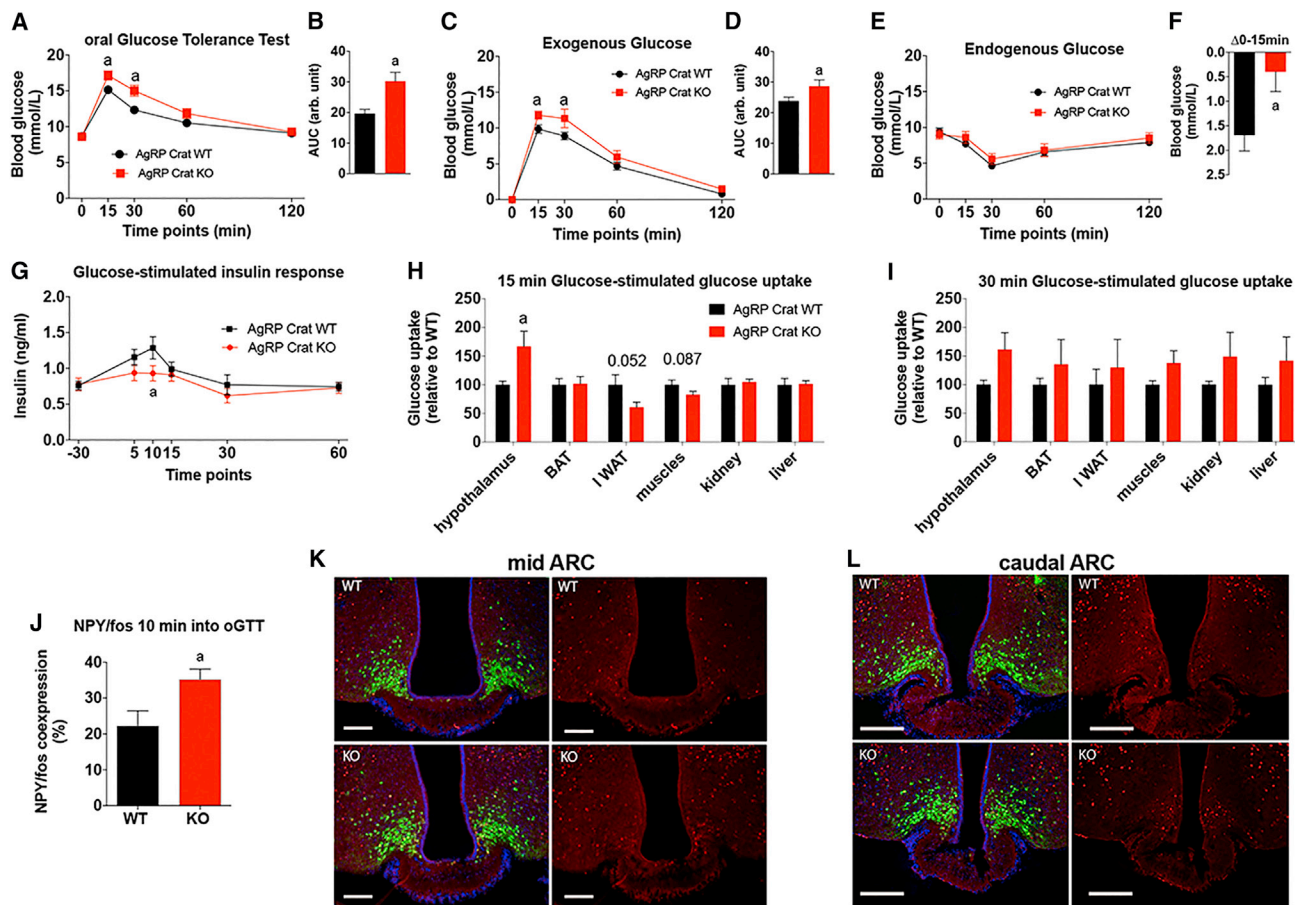 A
oral Glucose Tolerance Test
Blood glucose
(mmol/L)
20
15
10
5
0
a
a
AgRP Crat WT
AgRP Crat KO
0 15 30 60 120
Time points (min)
B
AUC (arb. unit)
40
30
20
10
0
a
C
Exogenous Glucose
Blood glucose
(mmol/L)
20
15
10
5
0
a a
AgRP Crat WT
AgRP Crat KO
0 15 30 60 120
Time points (min)
D
AUC (arb. unit)
40
30
20
10
0
a
E
Endogenous Glucose
Blood glucose
(mmol/L)
20
15
10
5
0
AgRP Crat WT
AgRP Crat KO
0 15 30 60 120
Time points (min)
F
Δ0-15min
Blood glucose
(mmol/L)
0.0
0.5
1.0
1.5
2.0
2.5
a
G
Glucose-stimulated insulin response
Insulin (ng/ml)
2.0
1.5
1.0
0.5
0.0
AgRP Crat WT
AgRP Crat KO
a
-30 5 10 15 30 60
Time points
H
15 min Glucose-stimulated glucose uptake
Glucose uptake
(relative to WT)
250
200
150
100
50
0
a
0.052
0.087
AgRP Crat WT
AgRP Crat KO
hypothalamus
BAT
I WAT
muscles
kidney
liver
I
30 min Glucose-stimulated glucose uptake
Glucose uptake
(relative to WT)
250
200
150
100
50
0
hypothalamus
BAT
I WAT
muscles
kidney
liver
J
NPY/fos 10 min into oGTT
NPY/fos coexpression
(%)
40
30
20
10
0
a
WT KO
K
mid ARC
WT
WT
KO
KO
L
caudal ARC
WT
WT
KO
KO